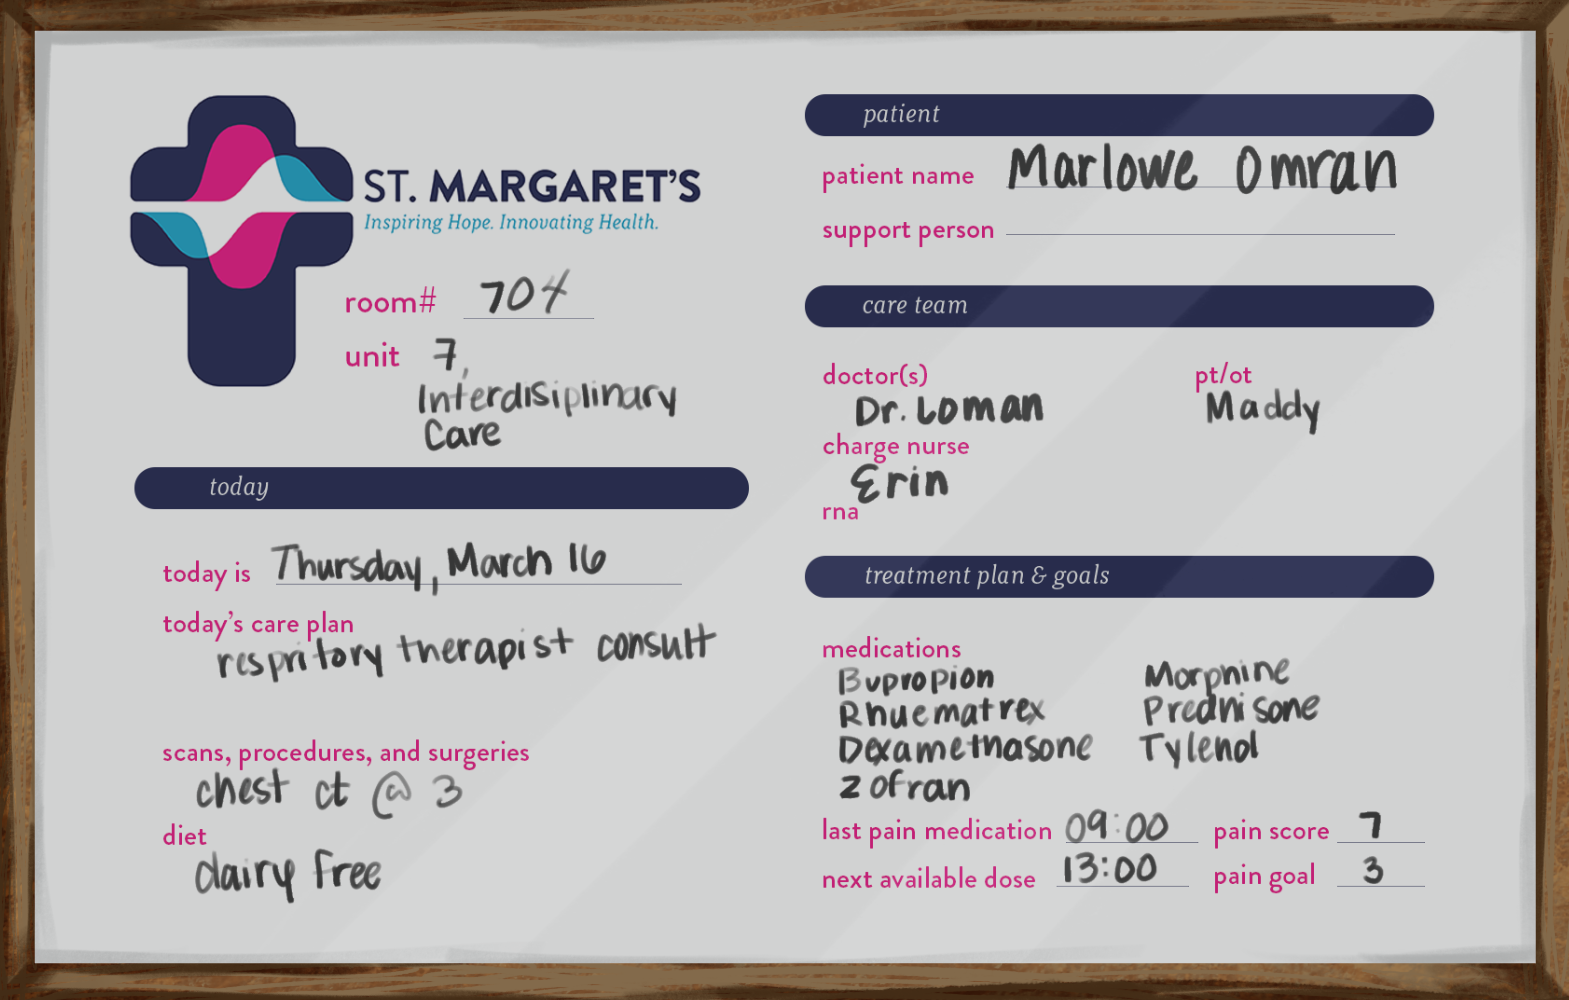 ST. MARGARET'S
Inspiring Hope. Innovating Health.
room# 704
unit 7,
Interdisiplinary
Care
today
today is Thursday, March 16
today's care plan
respritory therapist consult
scans, procedures, and surgeries
chest ct @ 3
diet
dairy free
patient
patient name Marlowe Omran
support person
care team
doctor(s) pt/ot
Dr. Loman Maddy
charge nurse
Erin
rna
treatment plan & goals
medications
Bupropion Morphine
Rhuematrex Prednisone
Dexamethasone Tylenol
Zofran
last pain medication 09:00 pain score 7
next available dose 13:00 pain goal 3